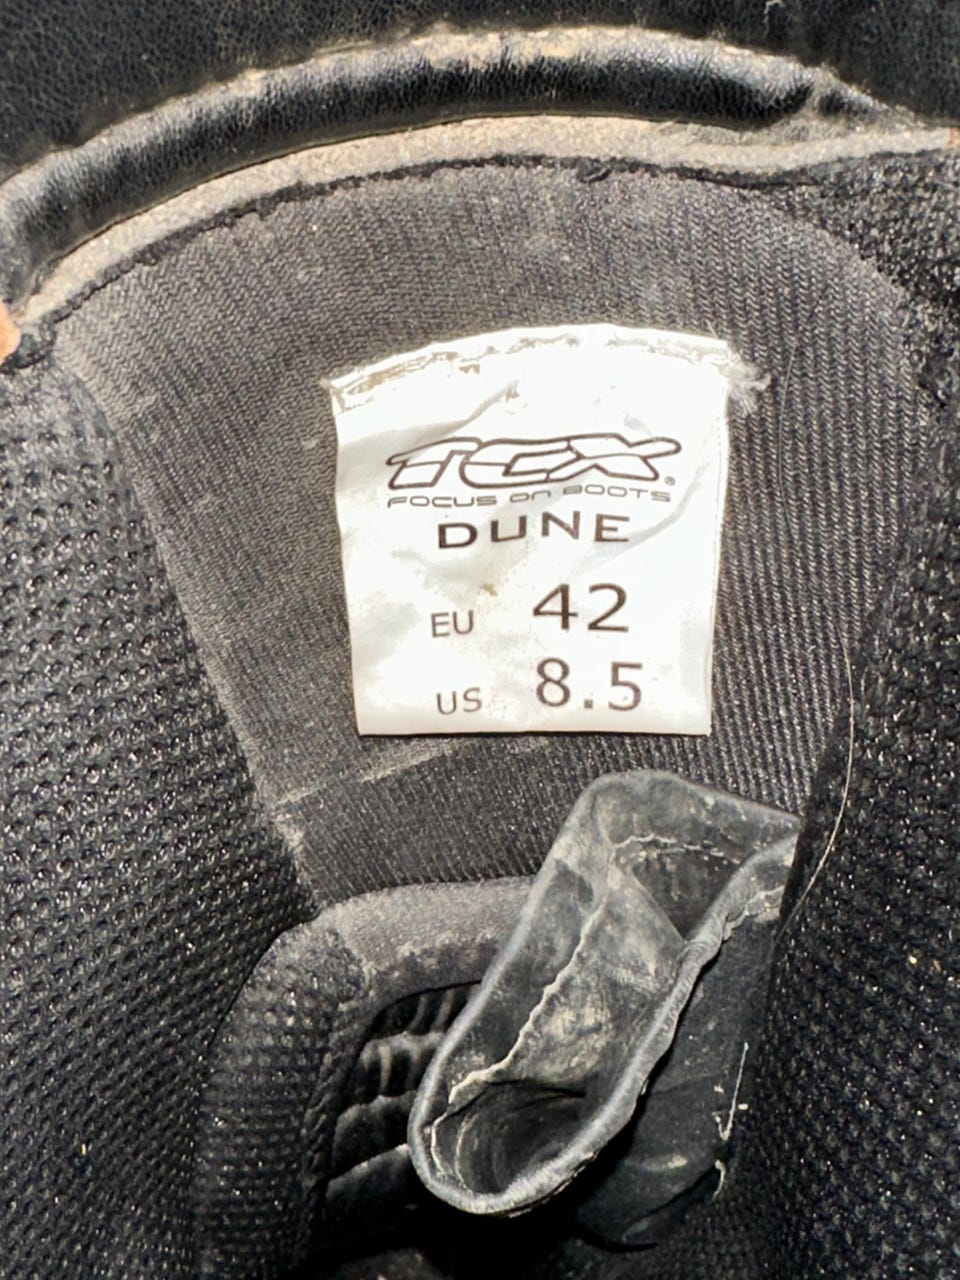 TCX®
FOCUS ON BOOTS
DUNE
EU 42
US 8.5